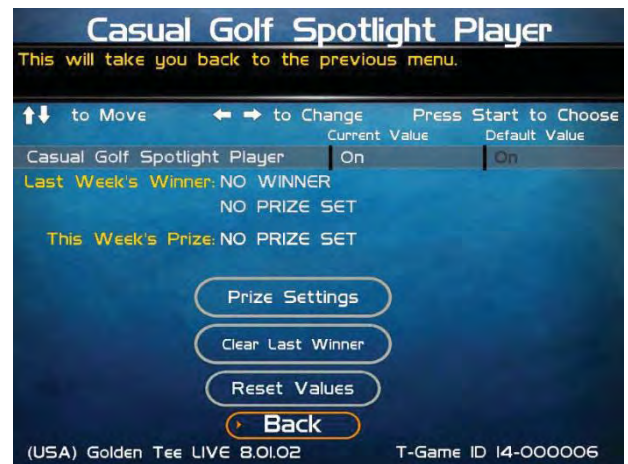 Casual Golf Spotlight Player
This will take you back to the previous menu.
to Move to Change Press Start to Choose
Current Value Default Value
Casual Golf Spotlight Player On On
Last Week's Winner: NO WINNER
NO PRIZE SET
This Week's Prize: NO PRIZE SET
Prize Settings
Clear Last Winner
Reset Values
Back
(USA) Golden Tee LIVE 8.01.02 T-Game ID 14-000006